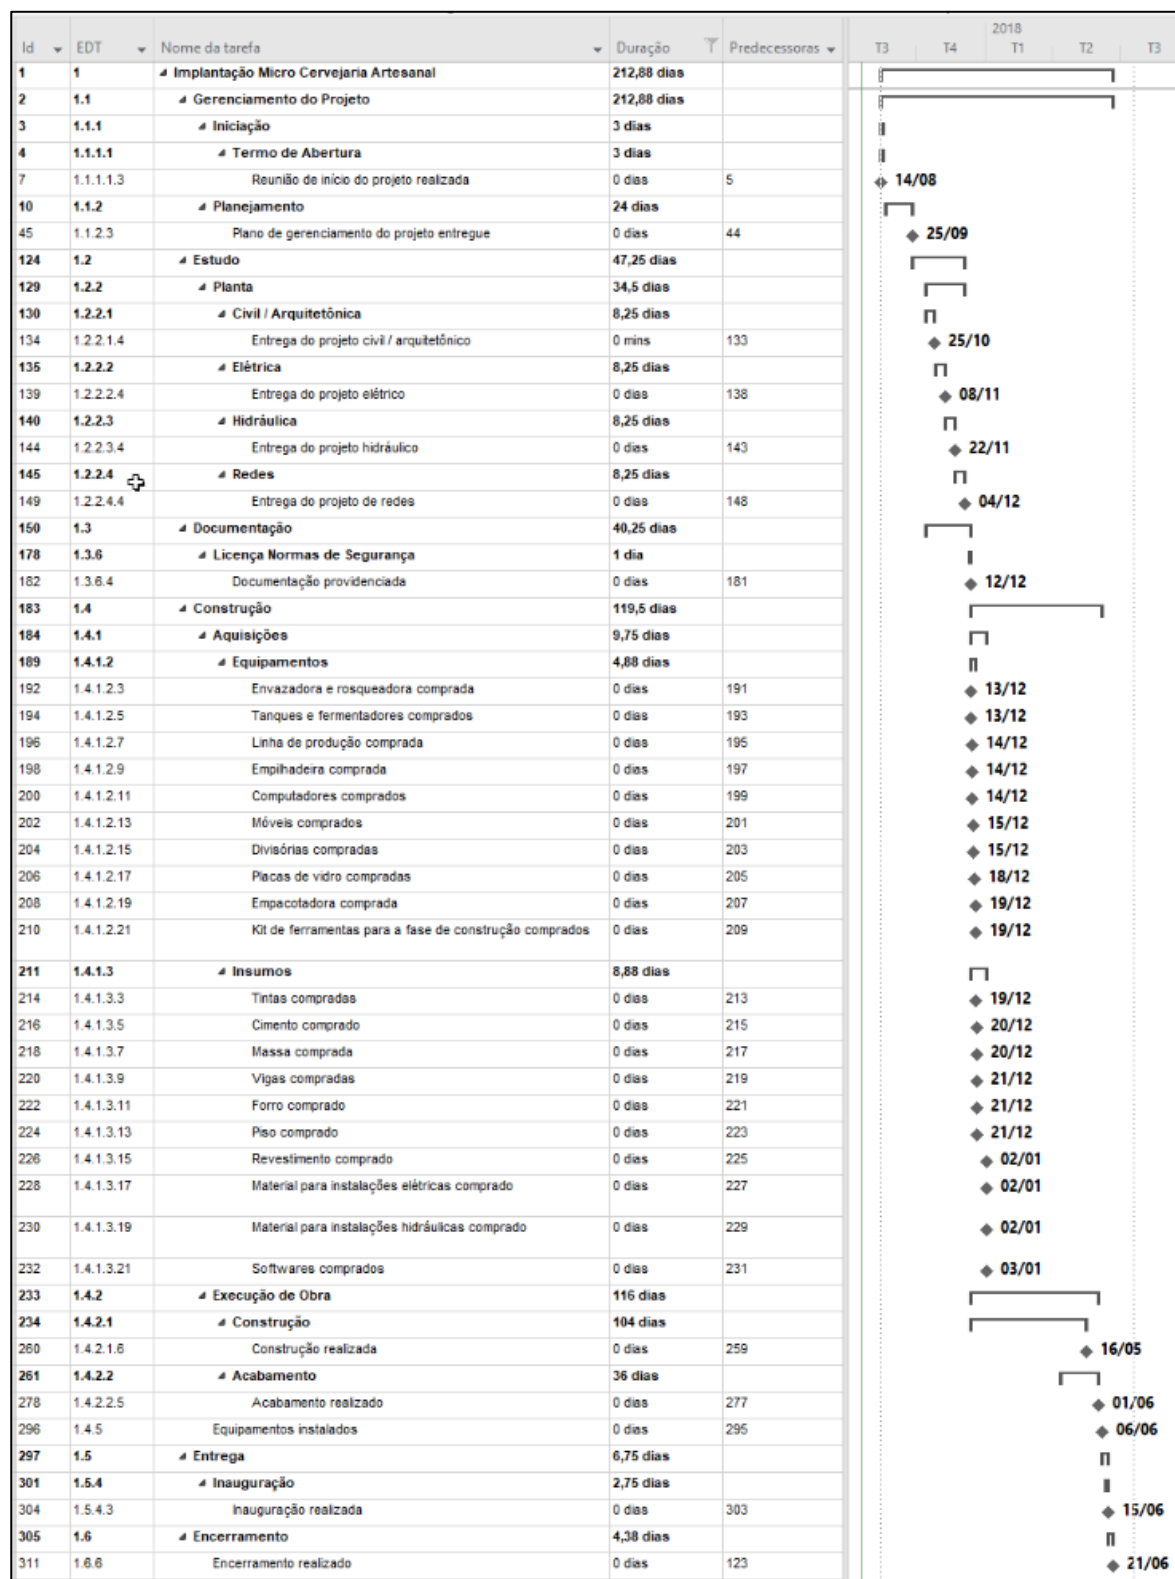 2018
Id EDT Nome da tarefa Duração Predecessoras T3 T4 T1 T2 T3
1 1 Implantação Micro Cervejaria Artesanal 212,88 dias
2 1.1 Gerenciamento do Projeto 212,88 dias
3 1.1.1 Iniciação 3 dias
4 1.1.1.1 Termo de Abertura 3 dias
7 1.1.1.1.3 Reunião de início do projeto realizada 0 dias 5 14/08
10 1.1.2 Planejamento 24 dias
45 1.1.2.3 Plano de gerenciamento do projeto entregue 0 dias 44 25/09
124 1.2 Estudo 47,25 dias
129 1.2.2 Planta 34,5 dias
130 1.2.2.1 Civil / Arquitetônica 8,25 dias
134 1.2.2.1.4 Entrega do projeto civil / arquitetônico 0 mins 133 25/10
135 1.2.2.2 Elétrica 8,25 dias
139 1.2.2.2.4 Entrega do projeto elétrico 0 dias 138 08/11
140 1.2.2.3 Hidráulica 8,25 dias
144 1.2.2.3.4 Entrega do projeto hidráulico 0 dias 143 22/11
145 1.2.2.4 Redes 8,25 dias
149 1.2.2.4.4 Entrega do projeto de redes 0 dias 148 04/12
150 1.3 Documentação 40,25 dias
178 1.3.6 Licença Normas de Segurança 1 dia
182 1.3.6.4 Documentação providenciada 0 dias 181 12/12
183 1.4 Construção 119,5 dias
184 1.4.1 Aquisições 9,75 dias
189 1.4.1.2 Equipamentos 4,88 dias
192 1.4.1.2.3 Envazadora e rosqueadora comprada 0 dias 191 13/12
194 1.4.1.2.5 Tanques e fermentadores comprados 0 dias 193 13/12
196 1.4.1.2.7 Linha de produção comprada 0 dias 195 14/12
198 1.4.1.2.9 Empilhadeira comprada 0 dias 197 14/12
200 1.4.1.2.11 Computadores comprados 0 dias 199 14/12
202 1.4.1.2.13 Móveis comprados 0 dias 201 15/12
204 1.4.1.2.15 Divisórias compradas 0 dias 203 15/12
206 1.4.1.2.17 Placas de vidro compradas 0 dias 205 18/12
208 1.4.1.2.19 Empacotadora comprada 0 dias 207 19/12
210 1.4.1.2.21 Kit de ferramentas para a fase de construção comprados 0 dias 209 19/12
211 1.4.1.3 Insumos 8,88 dias
214 1.4.1.3.3 Tintas compradas 0 dias 213 19/12
216 1.4.1.3.5 Cimento comprado 0 dias 215 20/12
218 1.4.1.3.7 Massa comprada 0 dias 217 20/12
220 1.4.1.3.9 Vigas compradas 0 dias 219 21/12
222 1.4.1.3.11 Forro comprado 0 dias 221 21/12
224 1.4.1.3.13 Piso comprado 0 dias 223 21/12
226 1.4.1.3.15 Revestimento comprado 0 dias 225 02/01
228 1.4.1.3.17 Material para instalações elétricas comprado 0 dias 227 02/01
230 1.4.1.3.19 Material para instalações hidráulicas comprado 0 dias 229 02/01
232 1.4.1.3.21 Softwares comprados 0 dias 231 03/01
233 1.4.2 Execução de Obra 116 dias
234 1.4.2.1 Construção 104 dias
260 1.4.2.1.6 Construção realizada 0 dias 259 16/05
261 1.4.2.2 Acabamento 36 dias
278 1.4.2.2.5 Acabamento realizado 0 dias 277 01/06
296 1.4.5 Equipamentos instalados 0 dias 295 06/06
297 1.5 Entrega 6,75 dias
301 1.5.4 Inauguração 2,75 dias
304 1.5.4.3 Inauguração realizada 0 dias 303 15/06
305 1.6 Encerramento 4,38 dias
311 1.6.6 Encerramento realizado 0 dias 123 21/06